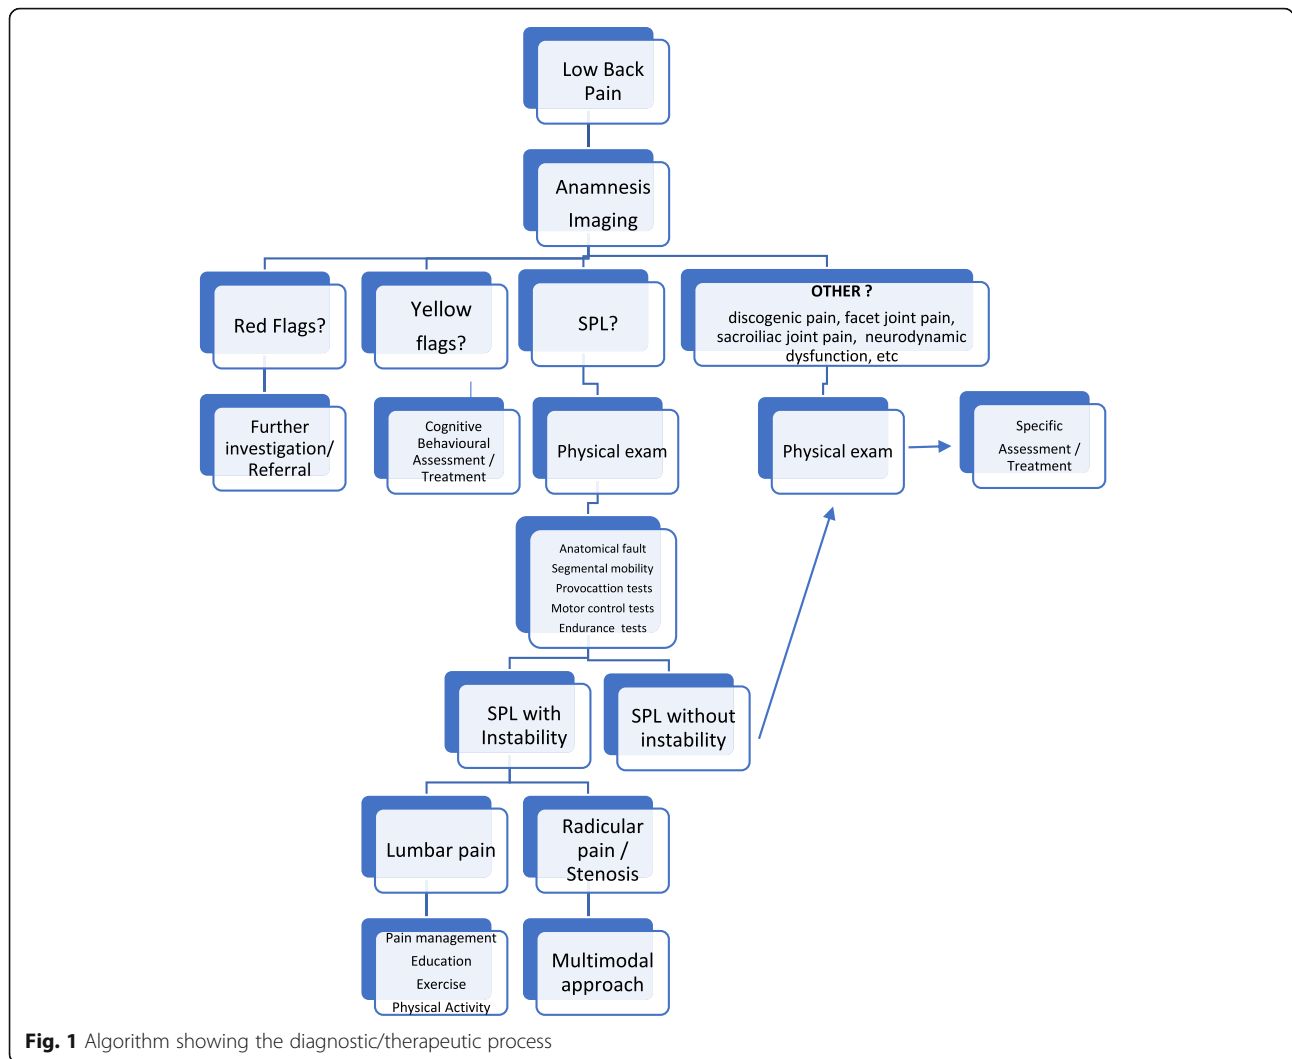 Low Back
Pain
Anamnesis
Imaging
Red Flags?
Yellow
flags?
SPL?
OTHER ?
discogenic pain, facet joint pain,
sacroiliac joint pain, neurodynamic
dysfunction, etc
Further
investigation/
Referral
Cognitive
Behavioural
Assessment /
Treatment
Physical exam
Physical exam
Specific
Assessment /
Treatment
Anatomical fault
Segmental mobility
Provocattion tests
Motor control tests
Endurance tests
SPL with
Instability
SPL without
instability
Lumbar pain
Radicular
pain /
Stenosis
Pain management
Education
Exercise
Physical Activity
Multimodal
approach
Fig. 1 Algorithm showing the diagnostic/therapeutic process